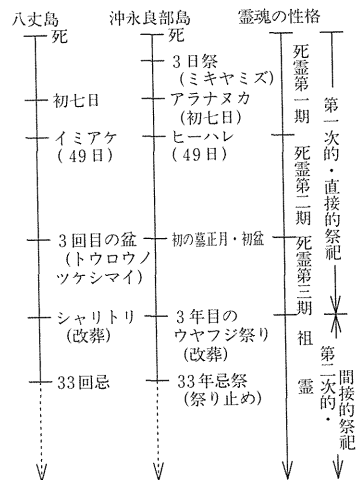 八丈島
死
初七日
イミアケ
(49日)
3回目の盆
(トウロウノ
ツケシマイ)
シャリトリ
(改葬)
33回忌
沖永良部島
死
3日祭
(ミキヤミズ)
アラナヌカ
(初七日)
ヒーハレ
(49日)
初の墓正月・初盆
3年目の
ウヤフジ祭り
(改葬)
33年忌祭
(祭り止め)
霊魂の性格
死霊第一期
死霊第二期
死霊第三期
祖霊
第一次的・直接的祭祀
第二次的・
間接的祭祀